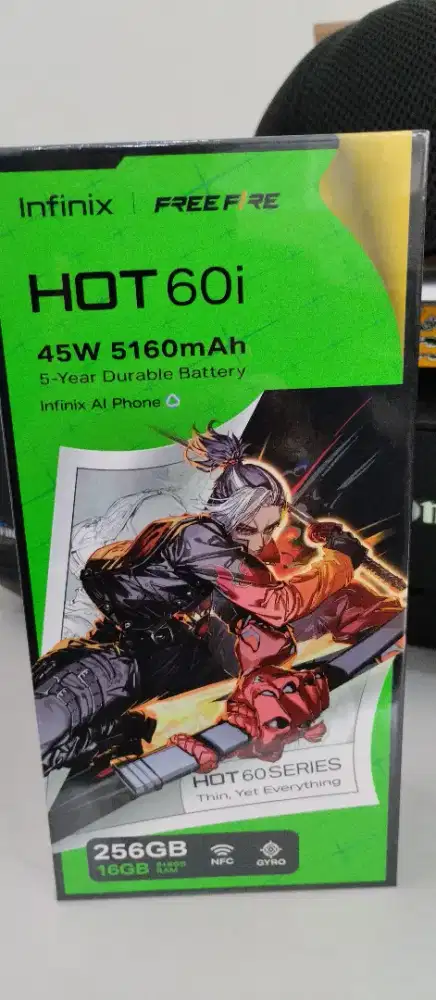 Infinix | FREE FIRE
HOT 60i
45W 5160mAh
5-Year Durable Battery
Infinix AI Phone
HOT 60 SERIES
Thin, Yet Everything
256GB
16GB
RAM
NFC
GYRO